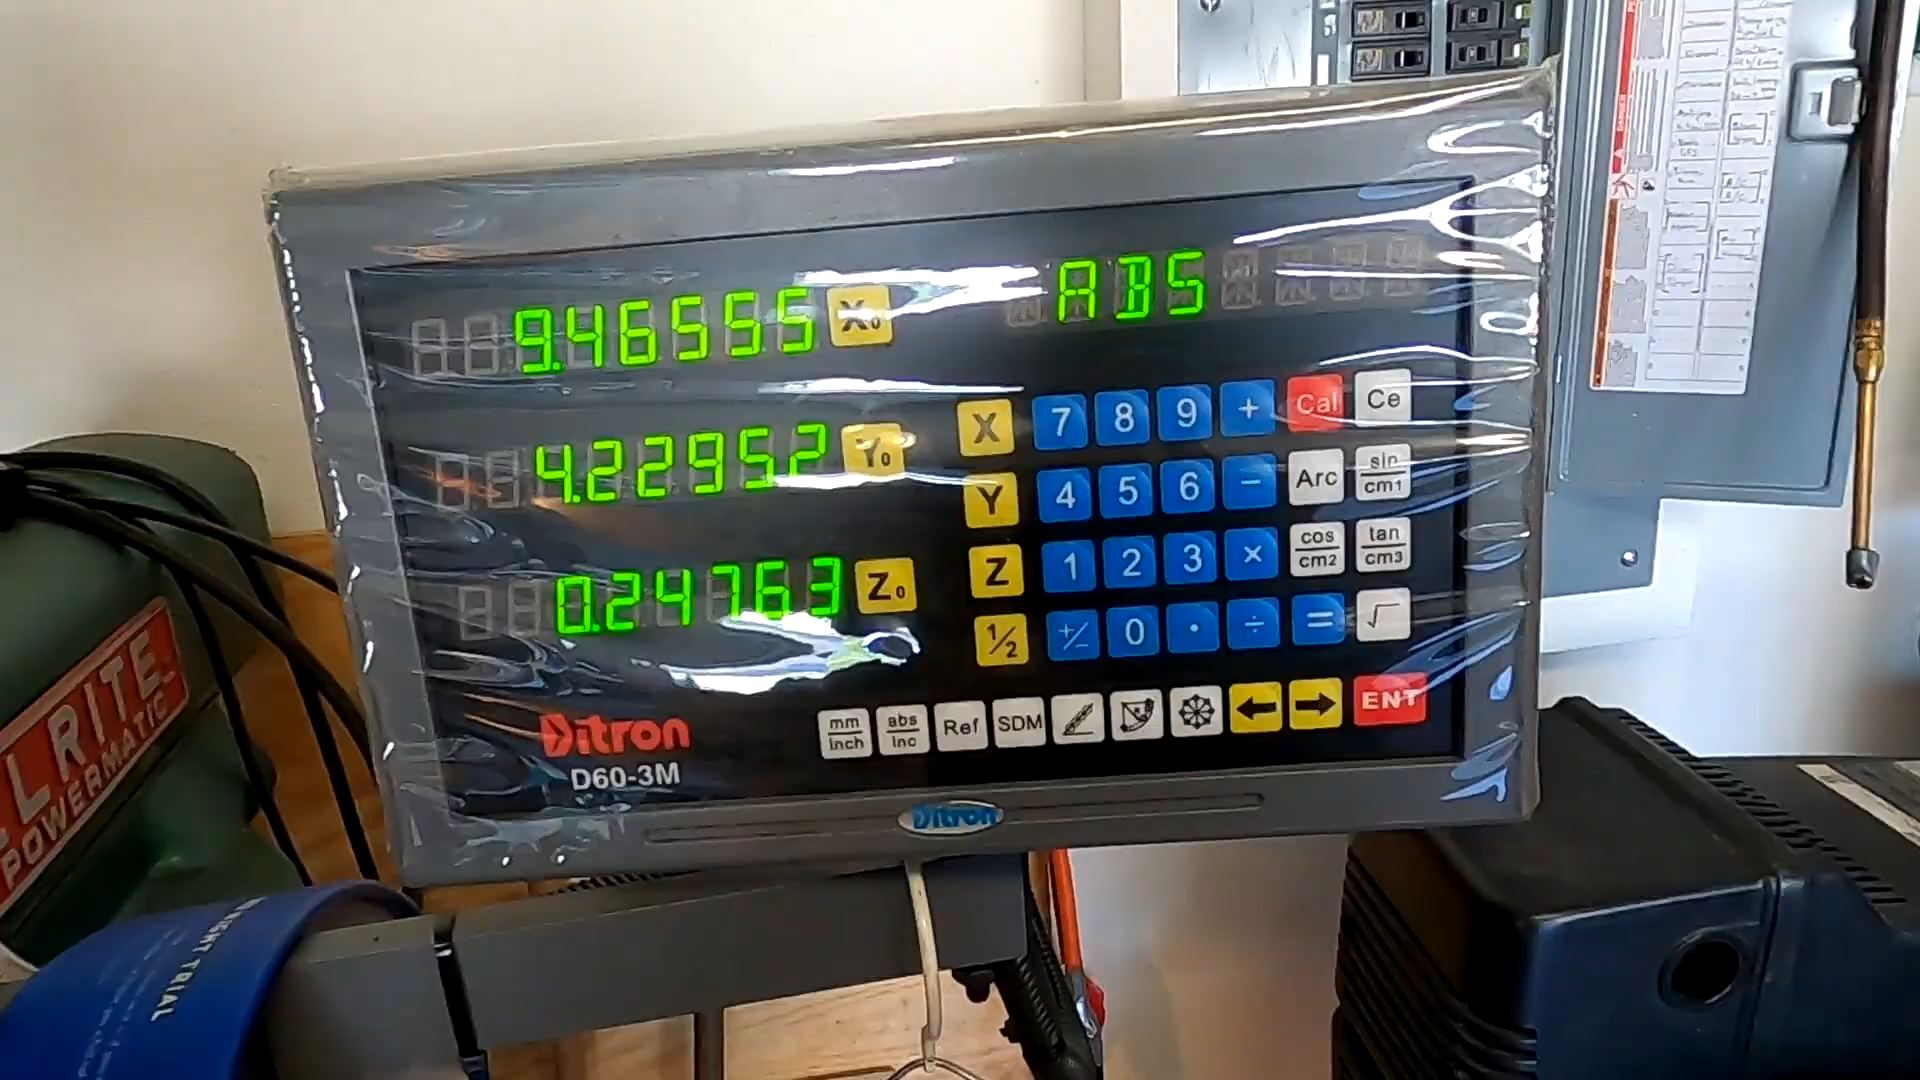 9.46555 X₀ ABS
4.22952 Y₀
0.24763 Z₀
X 7 8 9 + Cal Ce
Y 4 5 6 − Arc sin cm1
Z 1 2 3 × cos cm2 tan cm3
1/2 +/− 0 · ÷ = √
mm inch abs inc Ref SDM ← → ENT
Ditron
D60-3M
Ditron
LRITE
POWERMATIC
TRIAL